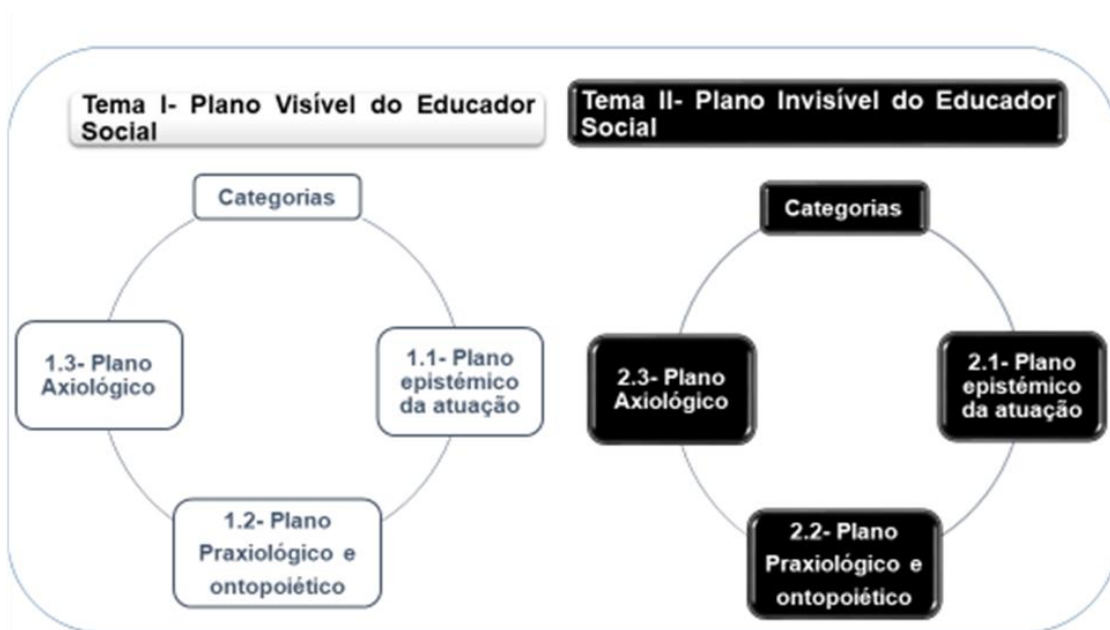 Tema I- Plano Visível do Educador
Social
Tema II- Plano Invisível do Educador
Social
Categorias
1.1- Plano
epistémico
da atuação
1.2- Plano
Praxiológico e
ontopoiético
1.3- Plano
Axiológico
Categorias
2.1- Plano
epistémico
da atuação
2.2- Plano
Praxiológico e
ontopoiético
2.3- Plano
Axiológico